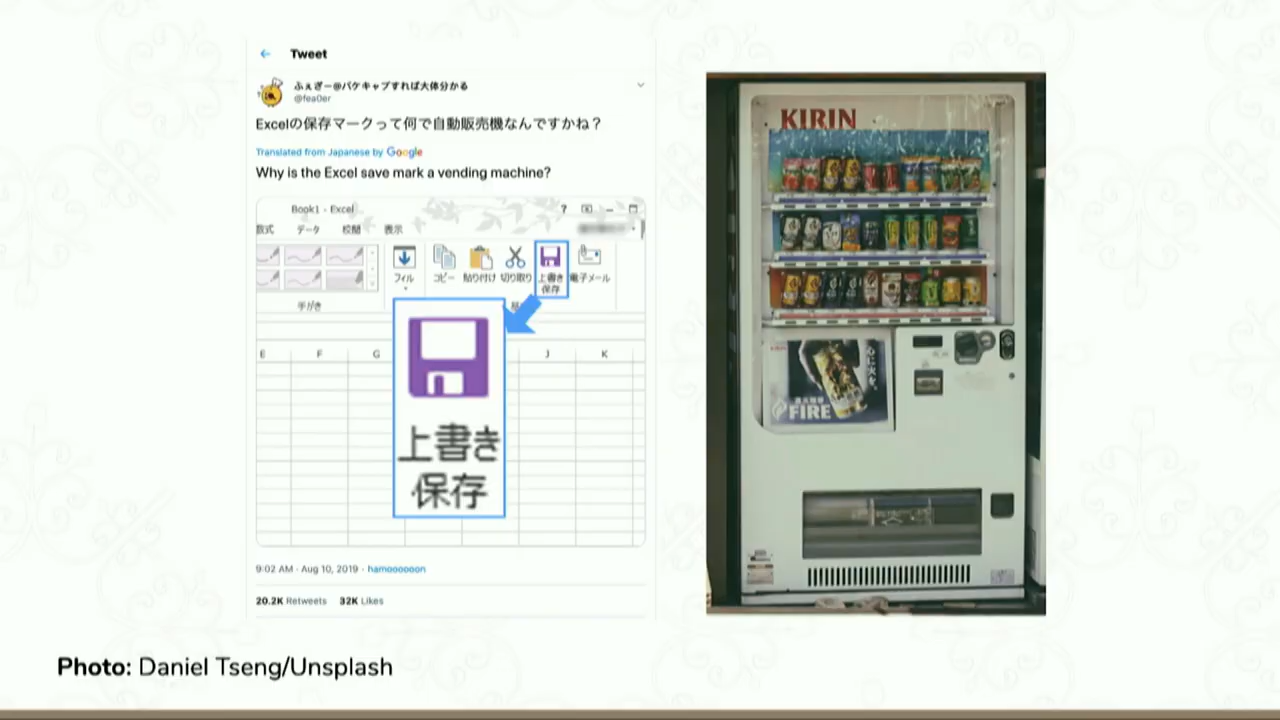 Tweet
ふぇぎー@パケキャプすれば大体分かる
@fea0er
Excelの保存マークって何で自動販売機なんですかね？
Translated from Japanese by Google
Why is the Excel save mark a vending machine?
Book1 - Excel
?
数式 データ 校閲 表示
フィル コピー 貼り付け 切り取り 上書き保存 電子メール
手がき
E F G J K
上書き
保存
9:02 AM · Aug 10, 2019 · hamoooooon
20.2K Retweets 32K Likes
KIRIN
心に火を。
FIRE
Photo: Daniel Tseng/Unsplash